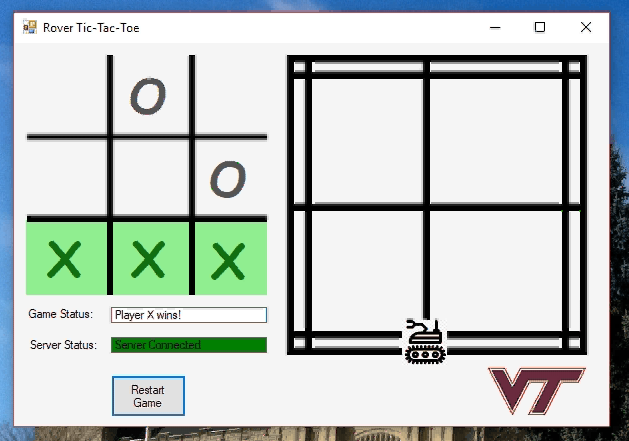 Rover Tic-Tac-Toe
O
O
X X X
Game Status: Player X wins!
Server Status: Server Connected
Restart
Game
VT